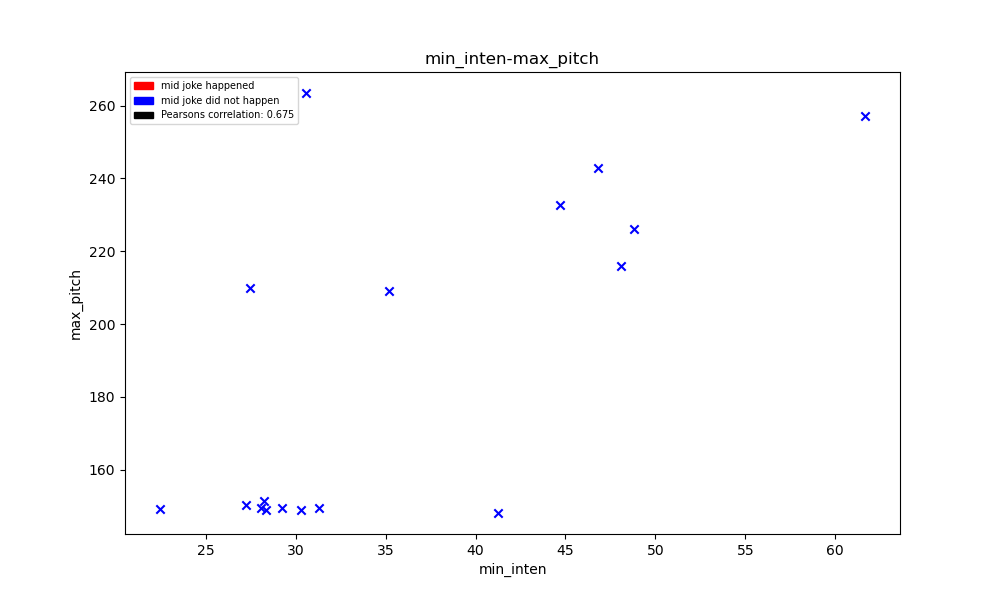 min_inten-max_pitch
mid joke happened
mid joke did not happen
Pearsons correlation: 0.675
260
240
220
200
180
160
max_pitch
25 30 35 40 45 50 55 60
min_inten